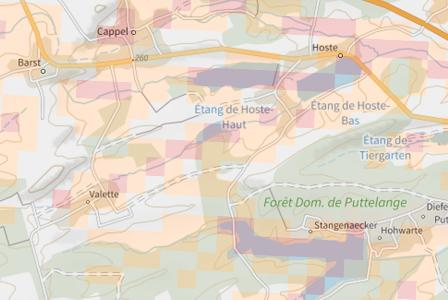 Cappel
Hoste
260
Barst
Étang de Hoste-
Haut
Étang de Hoste-
Bas
Étang de
Tiergarten
Valette
Forêt Dom. de Puttelange
Stangenaecker
Hohwarte
Diefe
Put